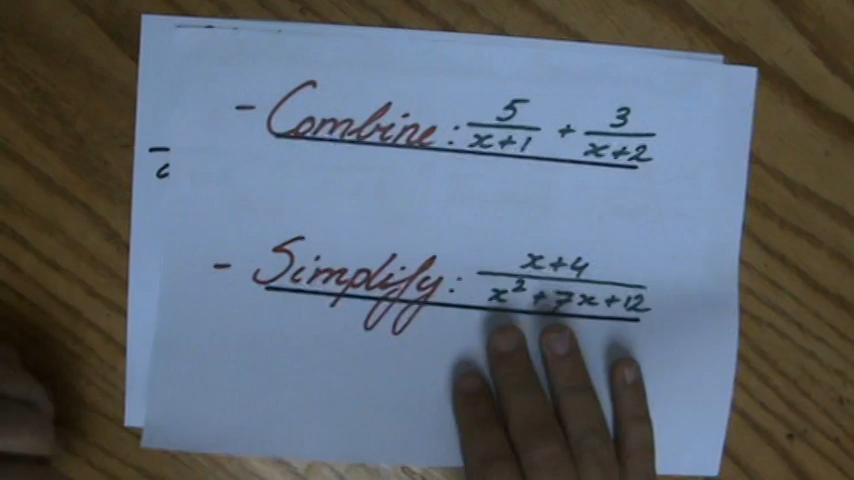 - Combine: 5/(x+1) + 3/(x+2)
- Simplify: (x+4)/(x²+7x+12)